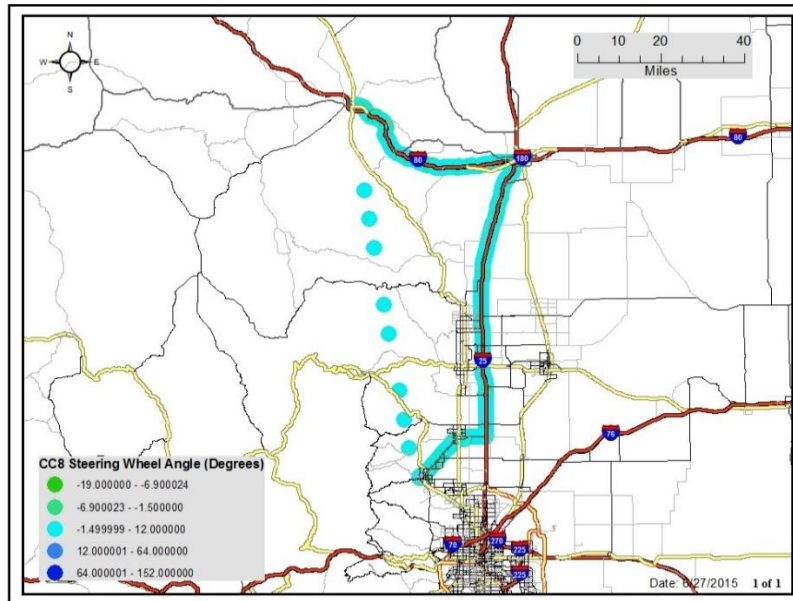 N
W E
S
0 10 20 40
Miles
80
180
80
25
76
CC8 Steering Wheel Angle (Degrees)
-19.000000 - -6.900024
-6.900023 - -1.500000
-1.499999 - 12.000000
12.000001 - 64.000000
64.000001 - 152.000000
70
270
225
225
Date: 6/27/2015 1 of 1